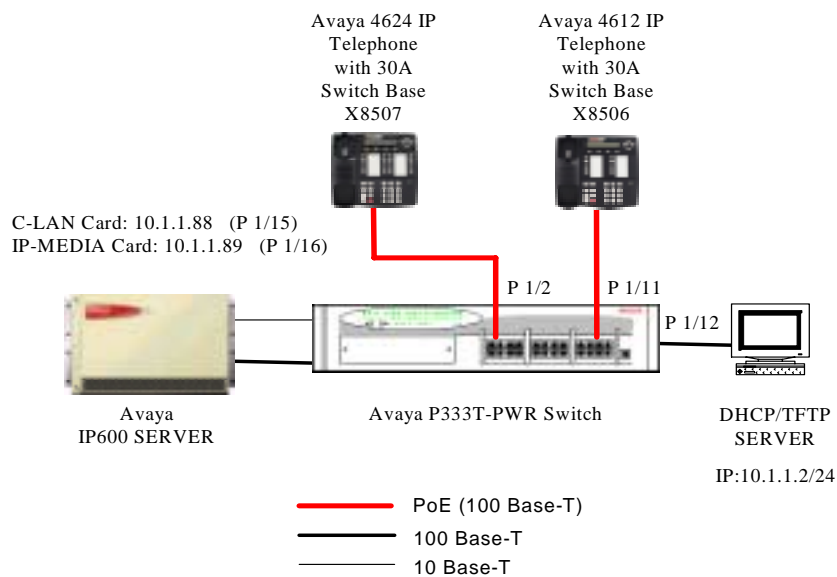 Avaya 4624 IP
Telephone
with 30A
Switch Base
X8507
Avaya 4612 IP
Telephone
with 30A
Switch Base
X8506
C-LAN Card: 10.1.1.88 (P 1/15)
IP-MEDIA Card: 10.1.1.89 (P 1/16)
P 1/2
P 1/11
P 1/12
Avaya
IP600 SERVER
Avaya P333T-PWR Switch
DHCP/TFTP
SERVER
IP:10.1.1.2/24
PoE (100 Base-T)
100 Base-T
10 Base-T